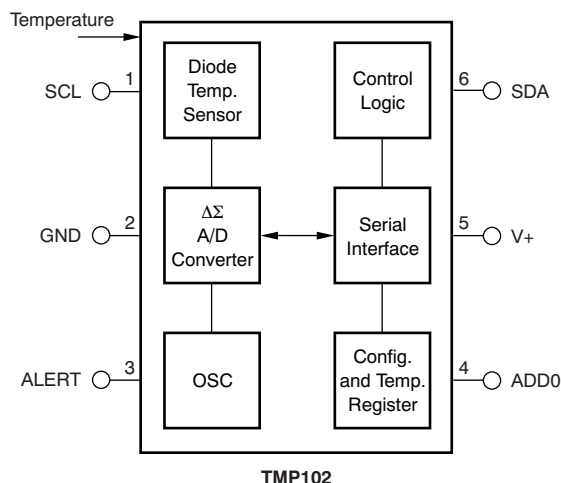 Temperature
1
SCL
Diode
Temp.
Sensor
Control
Logic
6
SDA
2
GND
ΔΣ
A/D
Converter
Serial
Interface
5
V+
3
ALERT
OSC
Config.
and Temp.
Register
4
ADD0
TMP102